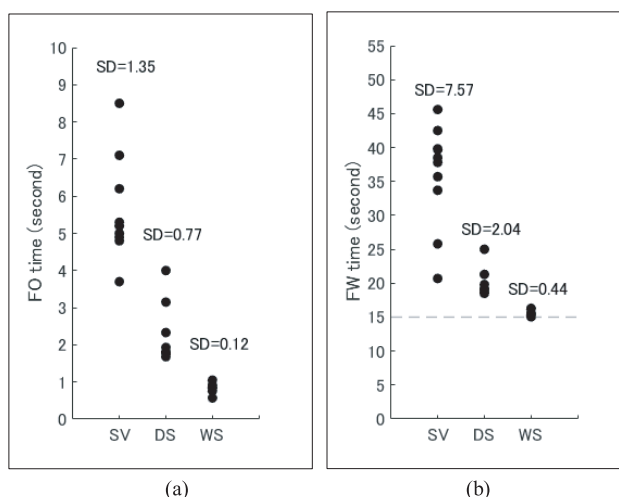 10
9
8
7
6
5
4
3
2
1
0
FO time (second)
SD=1.35
SD=0.77
SD=0.12
SV DS WS
(a)
55
50
45
40
35
30
25
20
15
10
5
0
FW time (second)
SD=7.57
SD=2.04
SD=0.44
SV DS WS
(b)